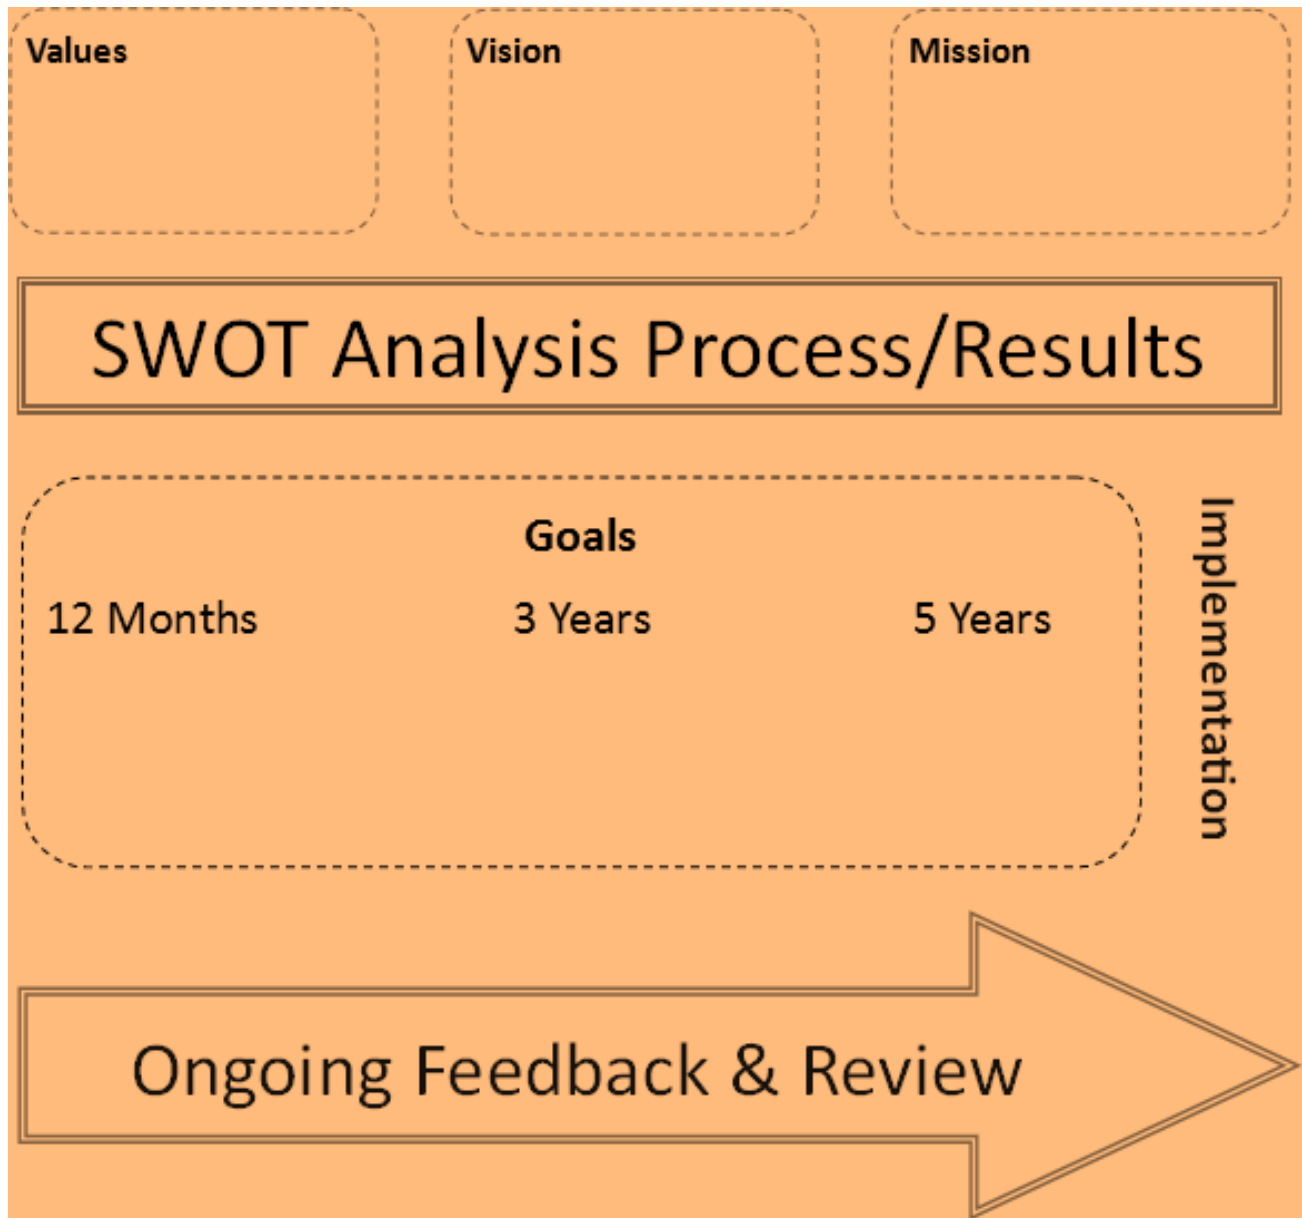 Values
Vision
Mission
SWOT Analysis Process/Results
Goals
12 Months
3 Years
5 Years
Implementation
Ongoing Feedback & Review